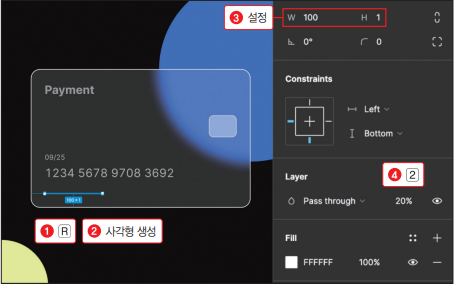 W 100 H 1
3 설정
0° 0
Payment
Constraints
Left
Bottom
09/25
1234 5678 9708 3692
100×1
Layer
4 2
Pass through 20%
1 R 2 사각형 생성
Fill
FFFFFF 100%